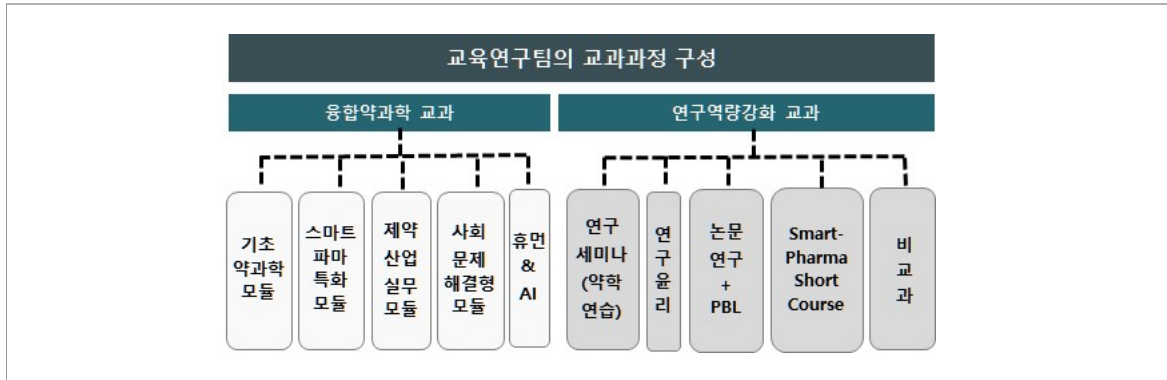 교육연구팀의 교과과정 구성
융합약과학 교과
연구역량강화 교과
기초
약과학
모듈
스마트
파마
특화
모듈
제약
산업
실무
모듈
사회
문제
해결형
모듈
휴먼
&
AI
연구
세미나
(약학
연습)
연
구
윤
리
논문
연구
+
PBL
Smart-
Pharma
Short
Course
비
교
과